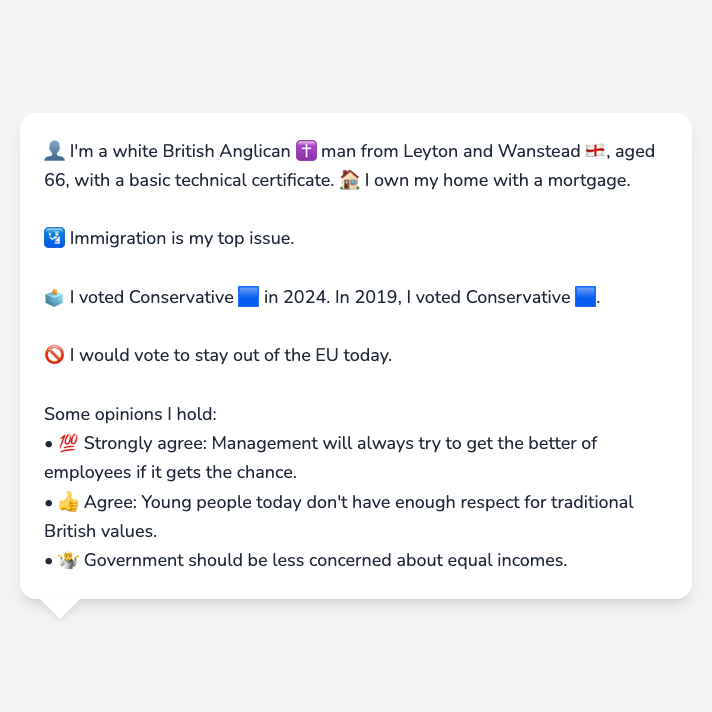 👤 I'm a white British Anglican ✝️ man from Leyton and Wanstead 🏴󠁧󠁢󠁥󠁮󠁧󠁿, aged
66, with a basic technical certificate. 🏠 I own my home with a mortgage.
🛂 Immigration is my top issue.
🗳️ I voted Conservative 🟦 in 2024. In 2019, I voted Conservative 🟦.
🚫 I would vote to stay out of the EU today.
Some opinions I hold:
• 💯 Strongly agree: Management will always try to get the better of
employees if it gets the chance.
• 👍 Agree: Young people today don't have enough respect for traditional
British values.
• 🤷 Government should be less concerned about equal incomes.